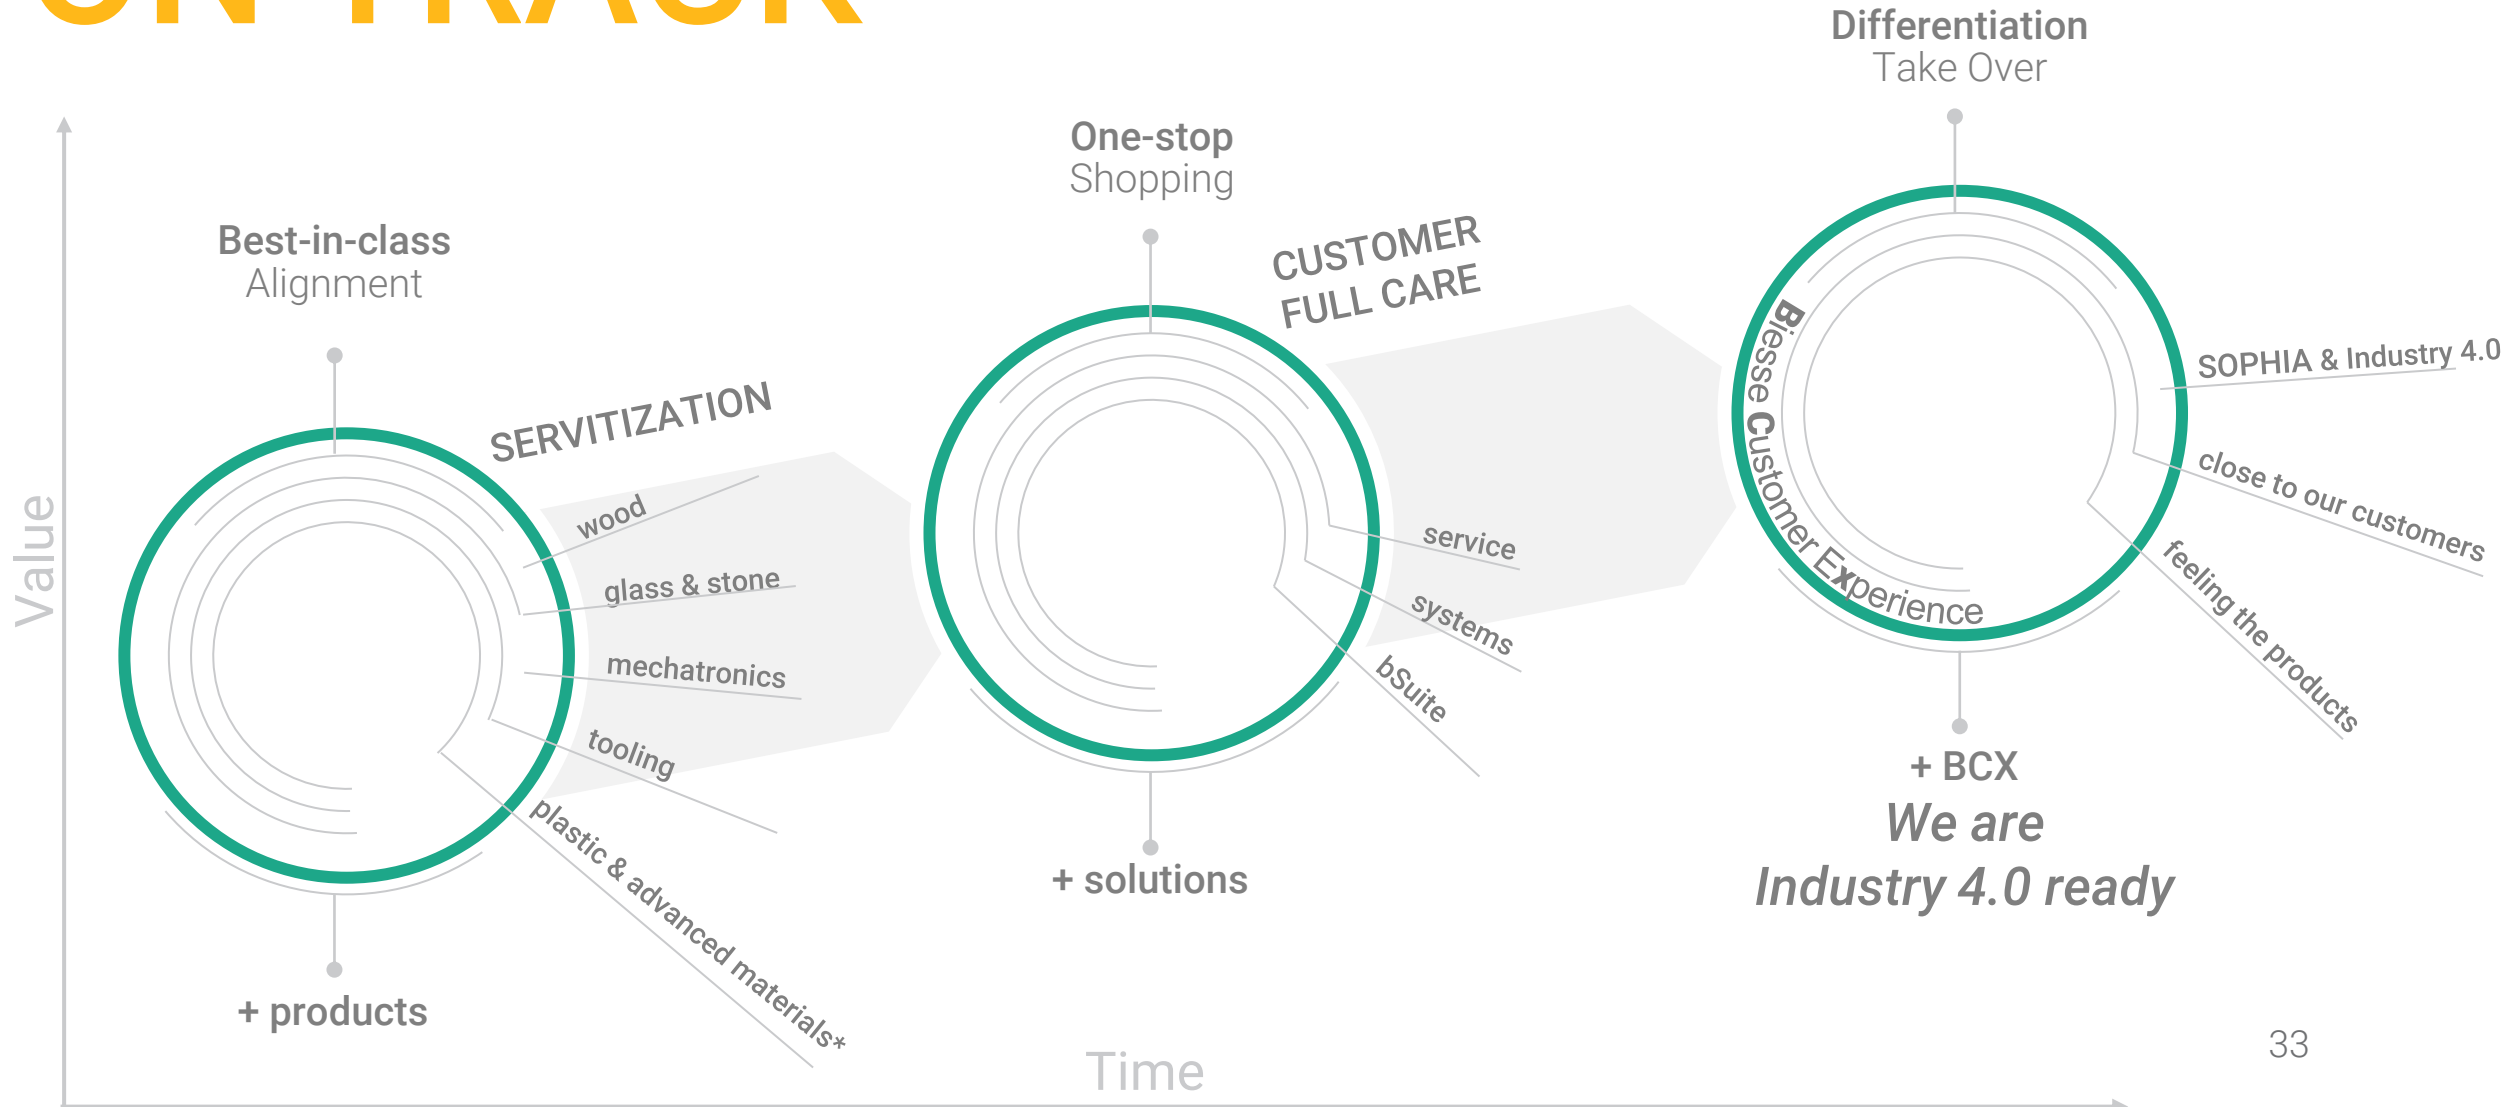 ON TRACK
Differentiation
Take Over
One-stop
Shopping
Best-in-class
Alignment
CUSTOMER
FULL CARE
SERVITIZATION
Value
wood
glass & stone
mechatronics
tooling
plastic & advanced materials*
service
systems
bSuite
Biesse Customer Experience
SOPHIA & Industry 4.0
close to our customers
feeling the products
+ products
+ solutions
+ BCX
We are
Industry 4.0 ready
Time
33